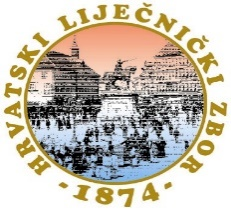 HRVATSKI LIJEČNIČKI ZBOR
- 1874 -